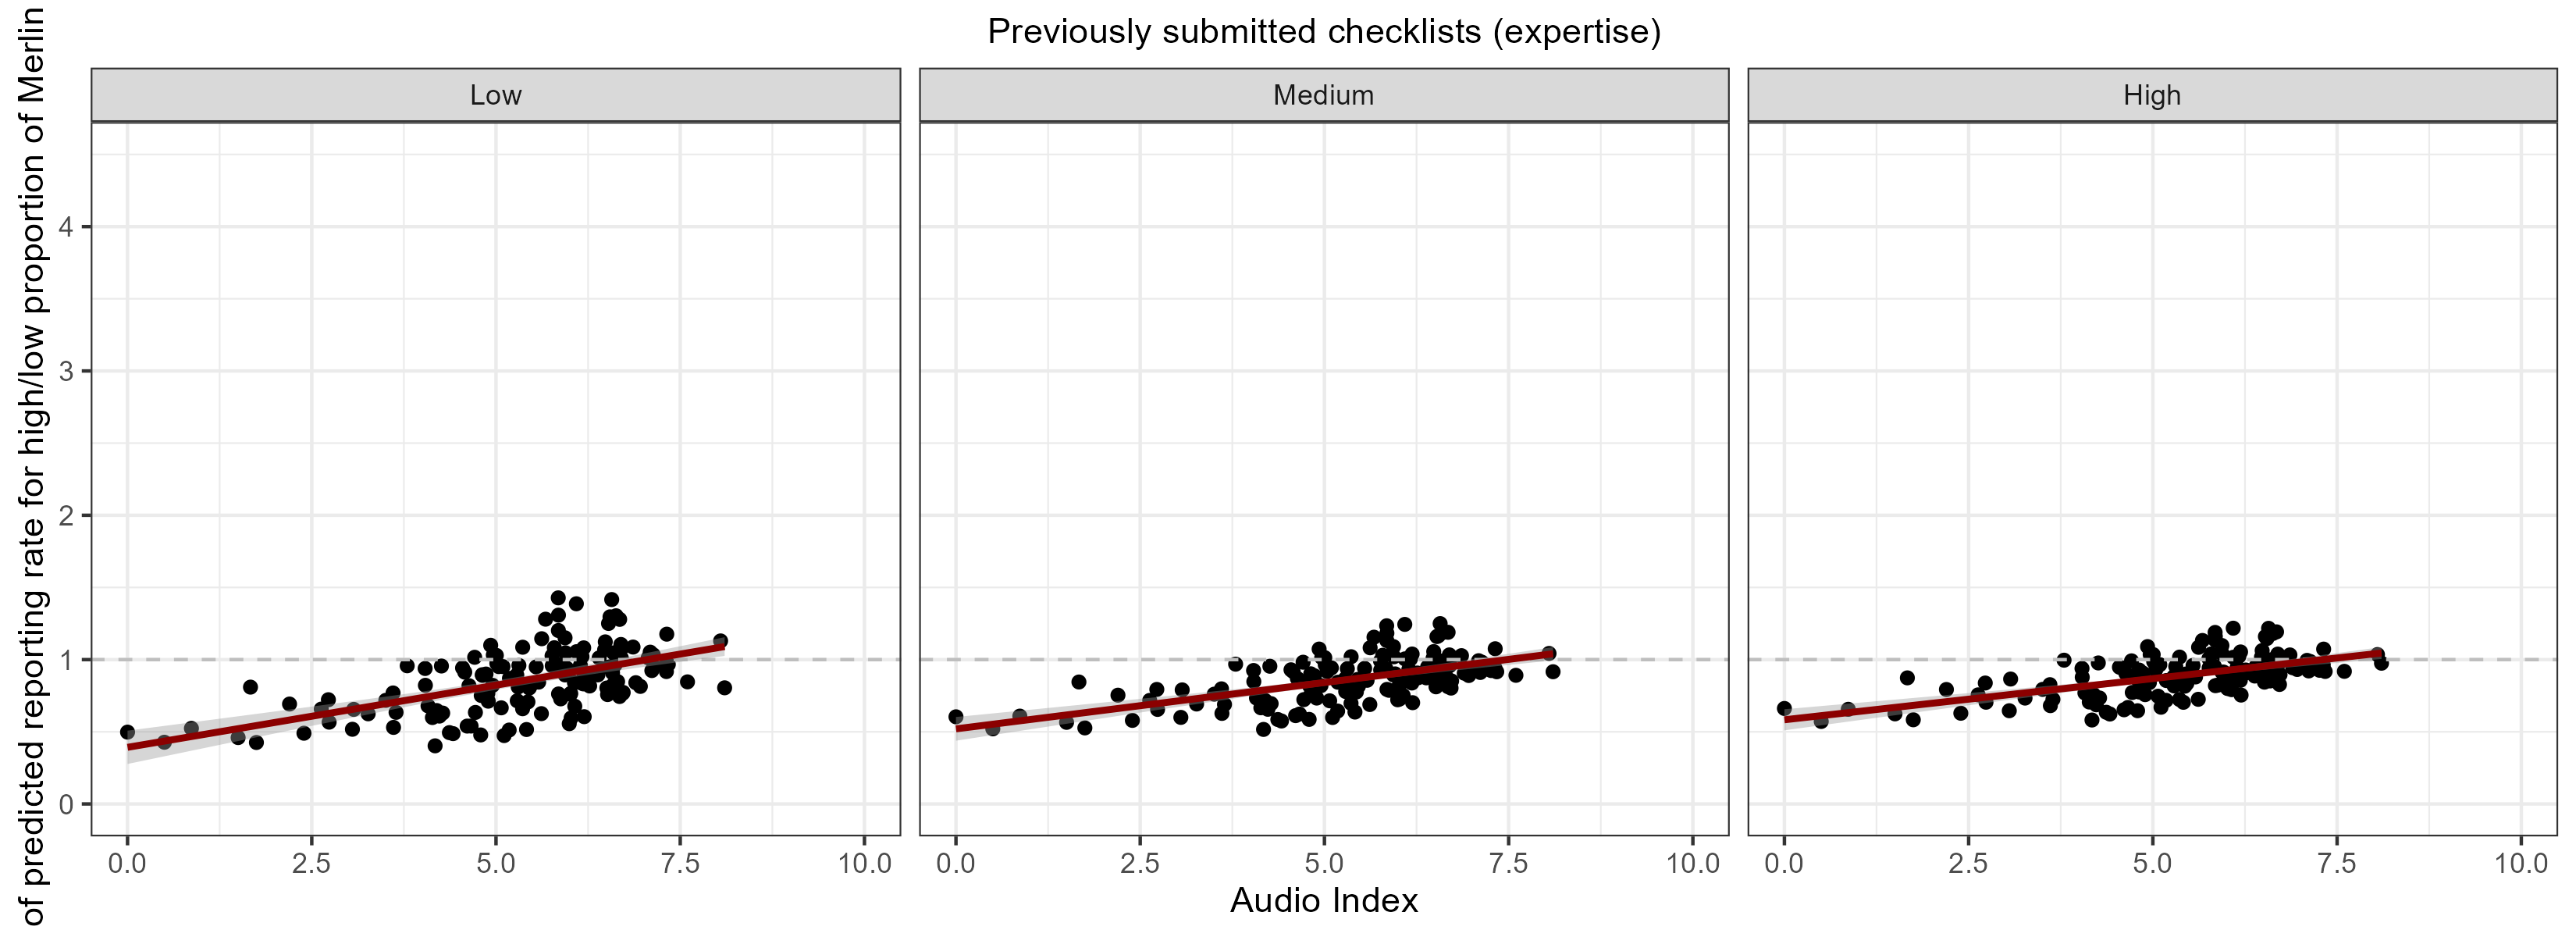 Previously submitted checklists (expertise)
Low
Medium
High
of predicted reporting rate for high/low proportion of Merlin
4
3
2
1
0
0.0 2.5 5.0 7.5 10.0
0.0 2.5 5.0 7.5 10.0
0.0 2.5 5.0 7.5 10.0
Audio Index